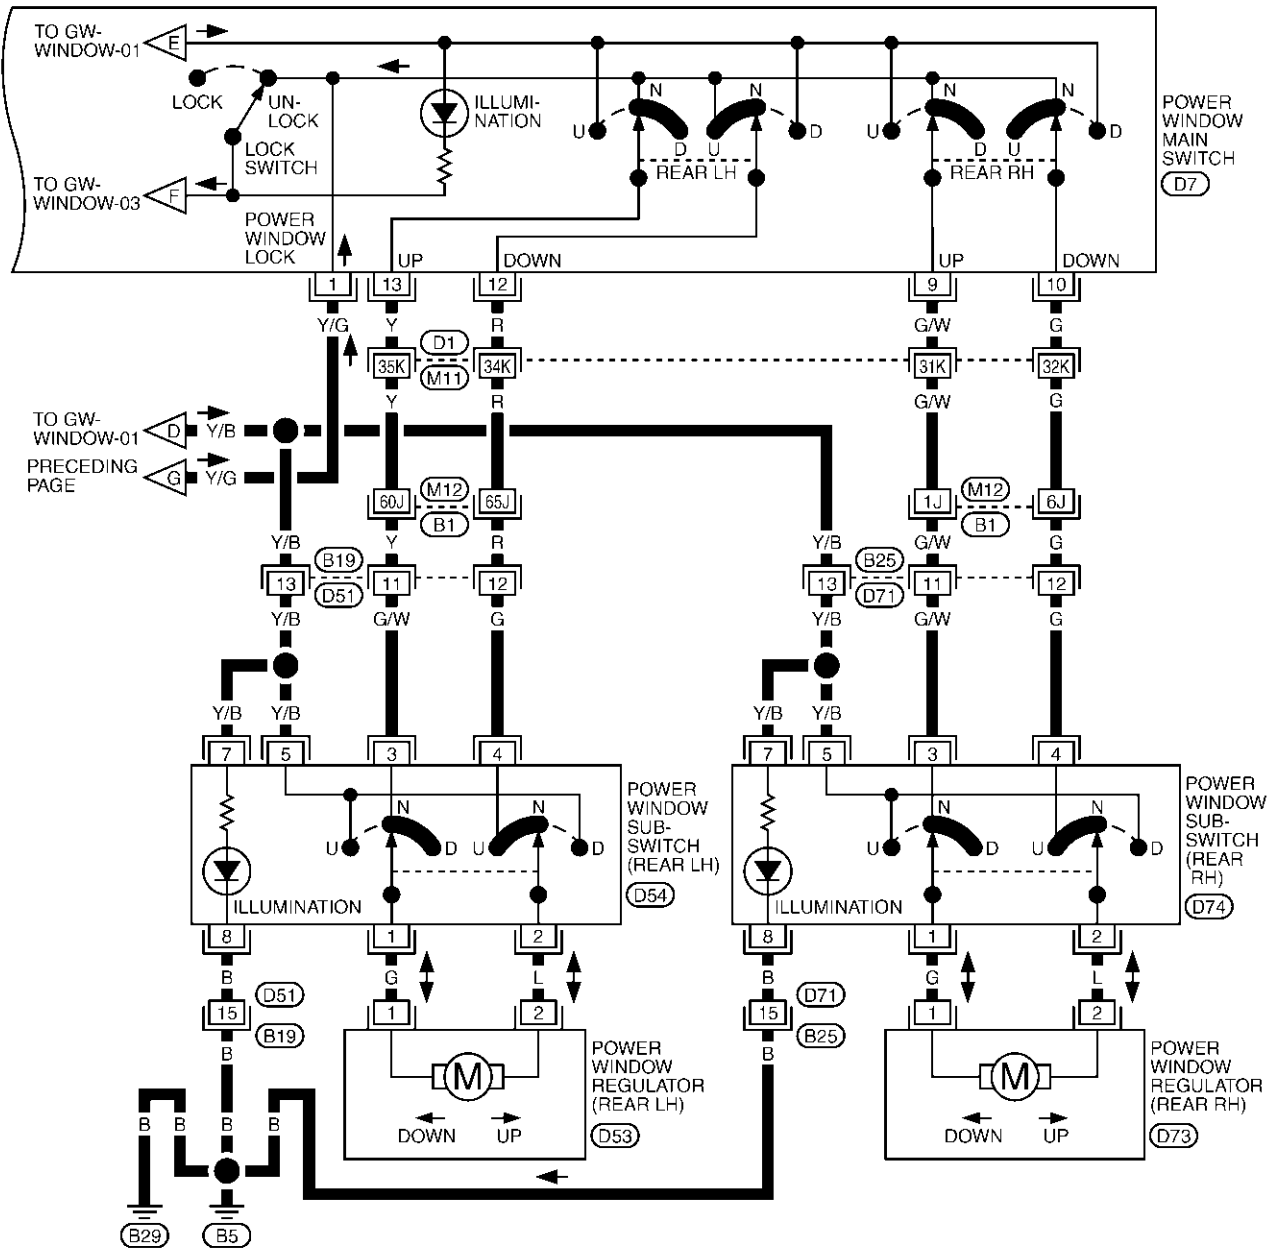 TO GW-
WINDOW-01
E
LOCK
UN-
LOCK
LOCK
SWITCH
ILLUMI-
NATION
N
N
N
N
U
D
U
D
U
D
U
D
REAR LH
REAR RH
POWER
WINDOW
MAIN
SWITCH
D7
TO GW-
WINDOW-03
F
POWER
WINDOW
LOCK
UP
DOWN
UP
DOWN
1
13
12
9
10
Y/G
Y
R
G/W
G
D1
35K
34K
31K
32K
M11
Y
R
G/W
G
TO GW-
WINDOW-01
D
Y/B
PRECEDING
PAGE
G
Y/G
60J
M12
65J
1J
M12
6J
B1
B1
Y/B
Y
R
Y/B
G/W
G
B19
B25
13
11
12
13
11
12
D51
D71
Y/B
G/W
G
Y/B
G/W
G
Y/B
Y/B
Y/B
Y/B
7
5
3
4
7
5
3
4
N
N
U
D
U
D
ILLUMINATION
POWER
WINDOW
SUB-
SWITCH
(REAR LH)
D54
N
N
U
D
U
D
ILLUMINATION
POWER
WINDOW
SUB-
SWITCH
(REAR
RH)
D74
8
1
2
8
1
2
B
G
L
B
G
L
D51
D71
15
1
2
15
1
2
B19
B25
B
B
M
POWER
WINDOW
REGULATOR
(REAR LH)
D53
DOWN
UP
M
POWER
WINDOW
REGULATOR
(REAR RH)
D73
DOWN
UP
B
B
B
B
B29
B5